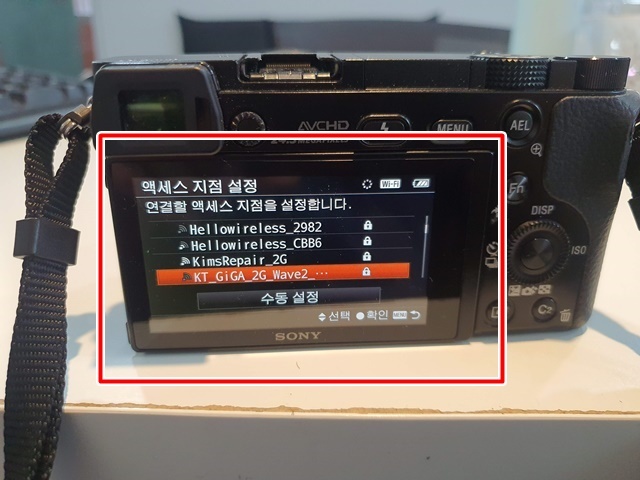 AVCHD
MENU
AEL
Fn
DISP
ISO
C2
액세스 지점 설정
Wi-Fi
연결할 액세스 지점을 설정합니다.
Hellowireless_2982
Hellowireless_CBB6
KimsRepair_2G
KT_GiGA_2G_Wave2_…
수동 설정
선택 확인 MENU
SONY